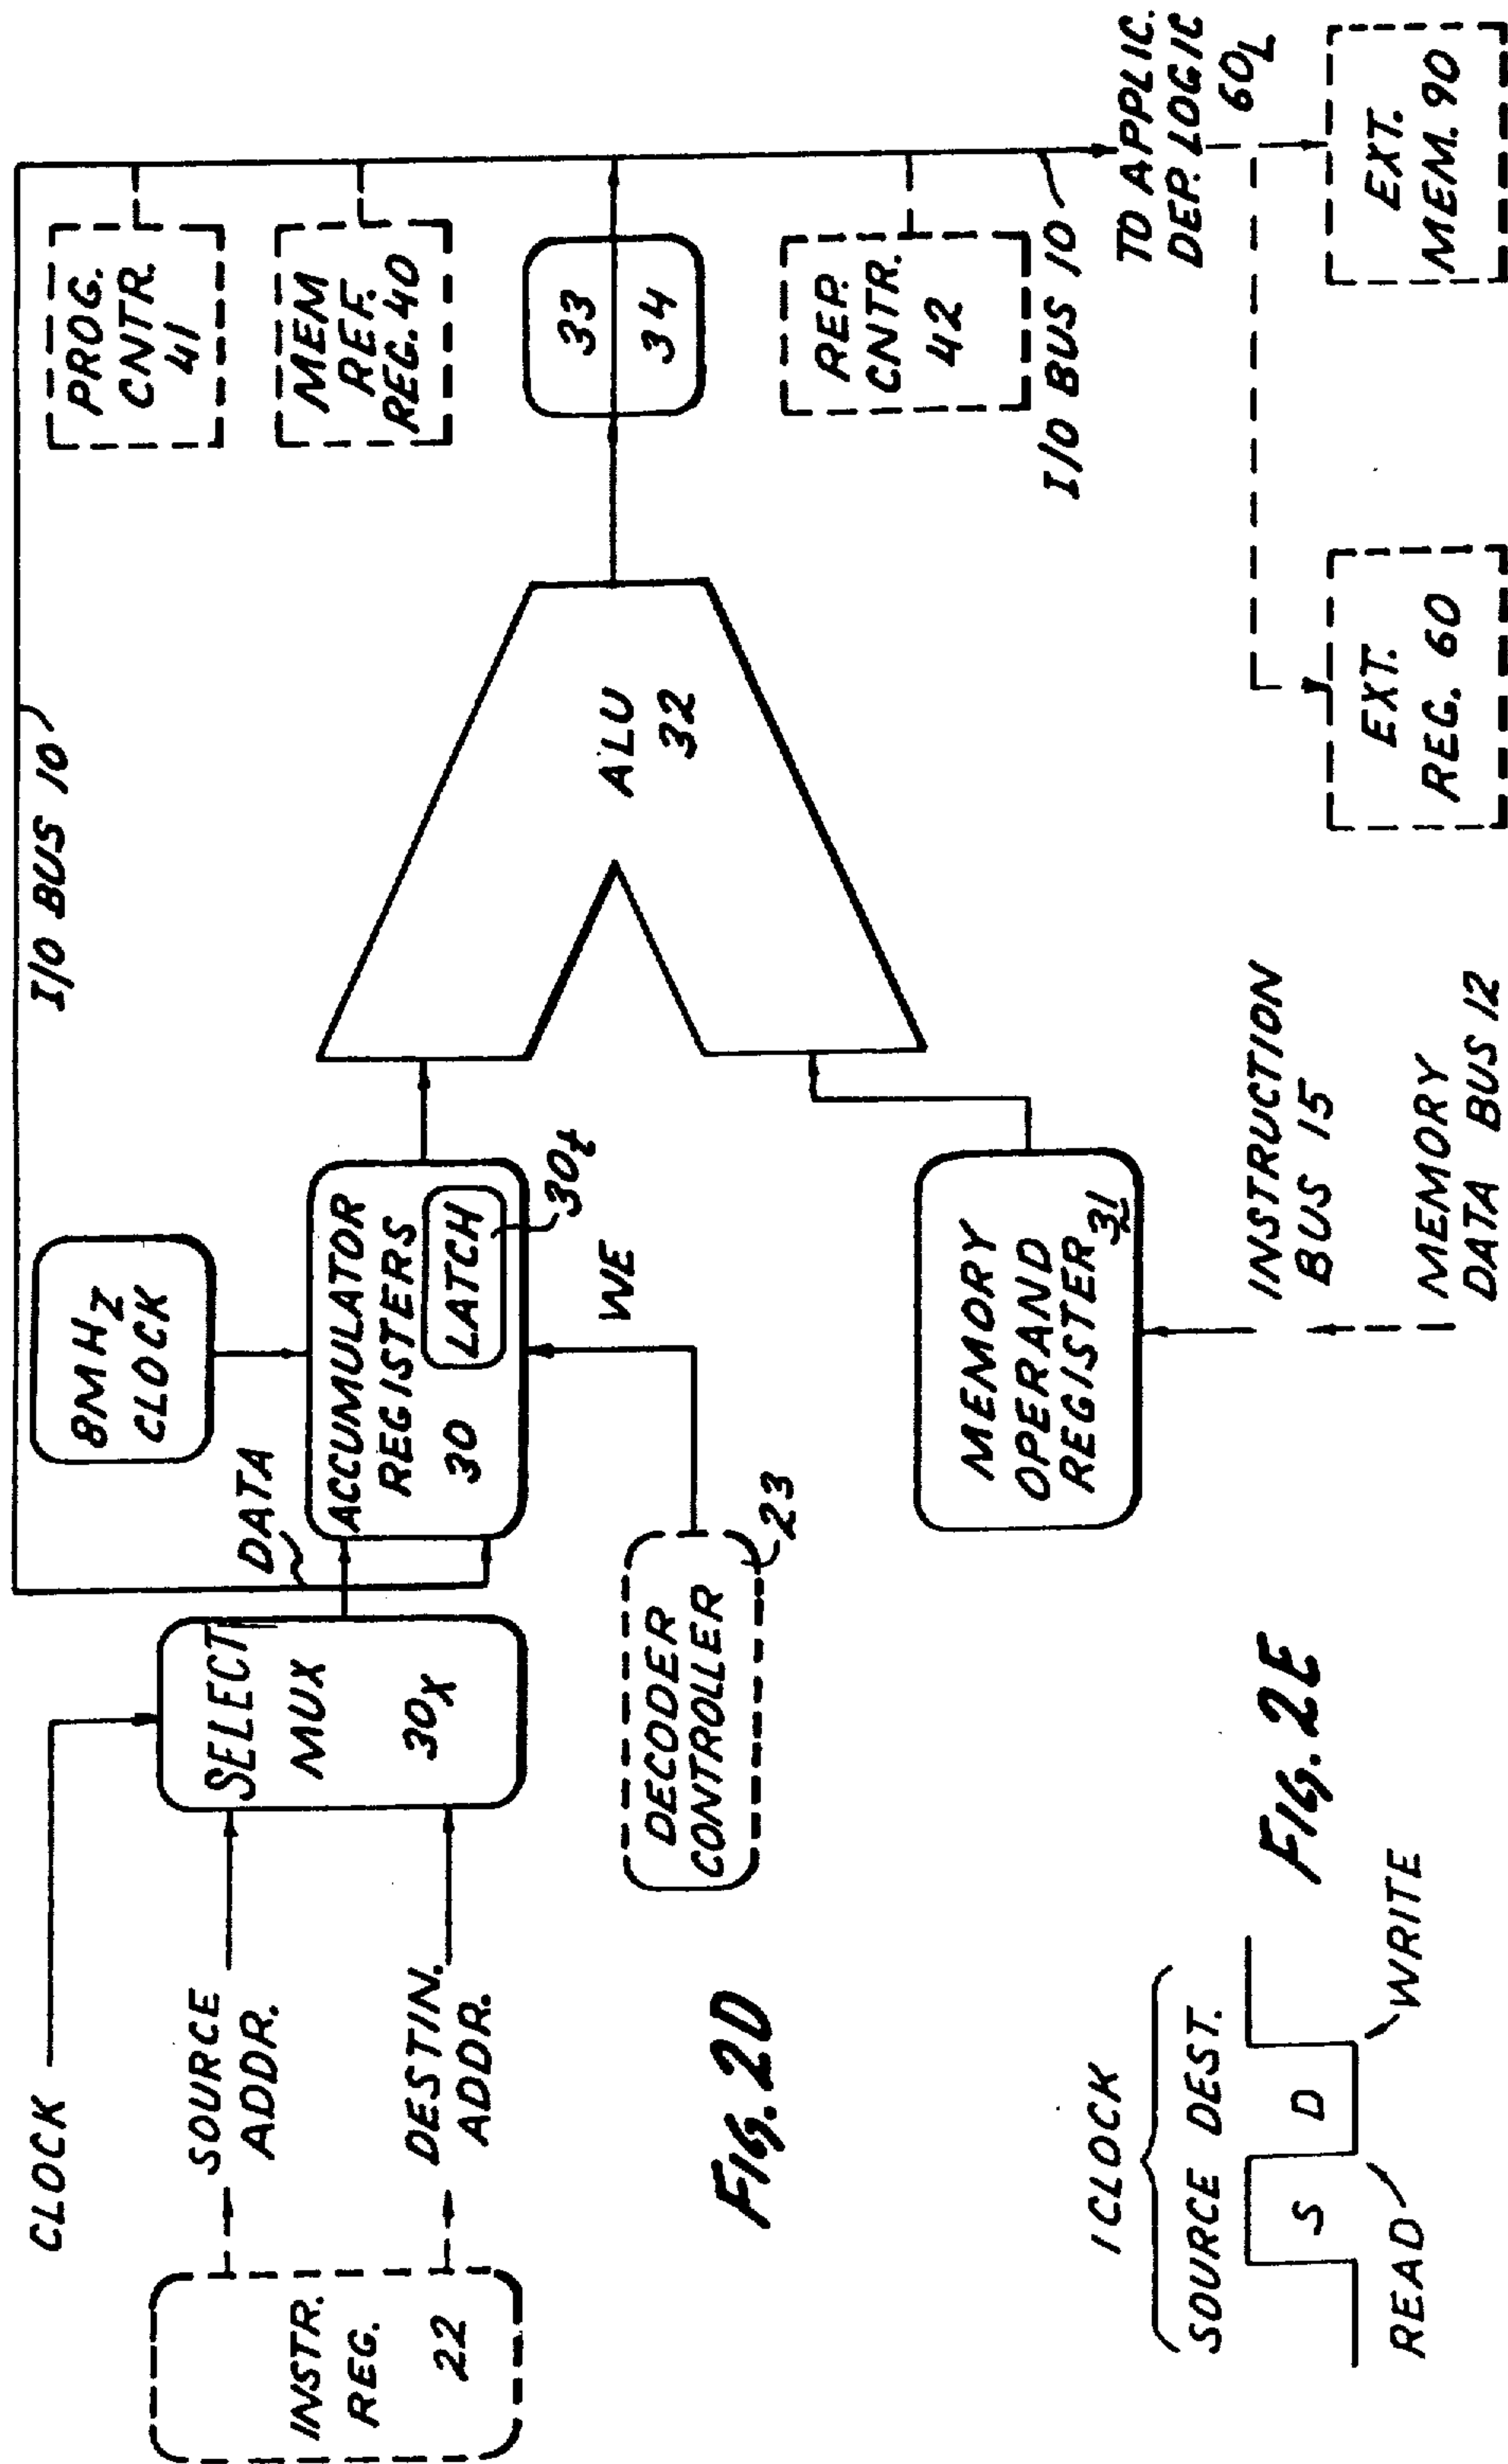 CLOCK
I/O BUS 10
INSTR.
REG.
22
SOURCE
ADDR.
DESTIN.
ADDR.
SELECT
MUX
30X
DATA
8MHZ
CLOCK
ACCUMULATOR
REGISTERS
30
LATCH
30t
WE
DECODER
CONTROLLER
23
MEMORY
OPERAND
REGISTER 31
INSTRUCTION
BUS 15
MEMORY
DATA BUS 12
ALU
32
PROG.
CNTR.
41
MEM
REF.
REG. 40
33
34
REP.
CNTR.
42
I/O BUS 10
TO APPLIC.
DEP. LOGIC
60L
EXT.
REG. 60
EXT.
MEM. 90
FIG. 2D
1 CLOCK
SOURCE DEST.
S D
READ
WRITE
FIG. 2E